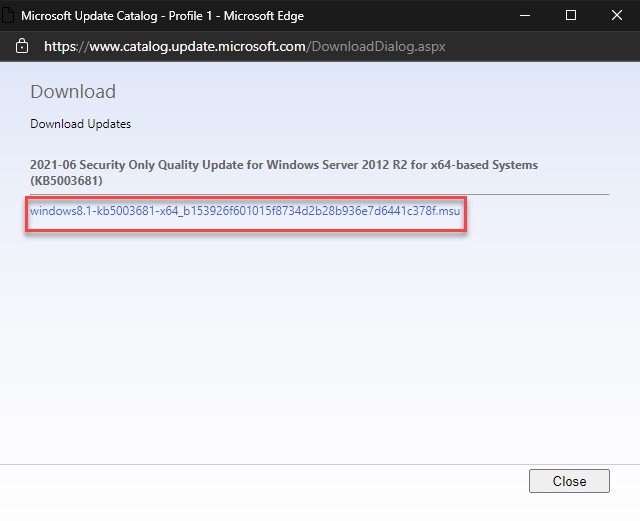 Microsoft Update Catalog - Profile 1 - Microsoft Edge
https://www.catalog.update.microsoft.com/DownloadDialog.aspx
Download
Download Updates
2021-06 Security Only Quality Update for Windows Server 2012 R2 for x64-based Systems
(KB5003681)
windows8.1-kb5003681-x64_b153926f601015f8734d2b28b936e7d6441c378f.msu
Close